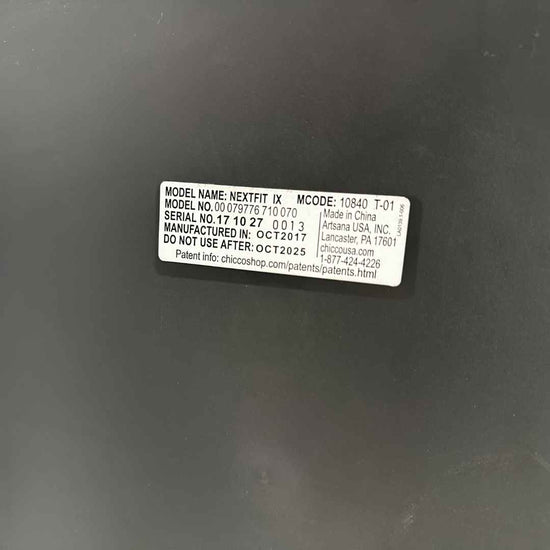 MODEL NAME: NEXTFIT IX MCODE: 10840 T-01
MODEL NO. 00 079776 710 070
SERIAL NO. 17 10 27 0013
MANUFACTURED IN: OCT2017
DO NOT USE AFTER: OCT2025
Made in China
Artsana USA, INC.
Lancaster, PA 17601
chiccousa.com
1-877-424-4226
Patent info: chiccoshop.com/patents/patents.html